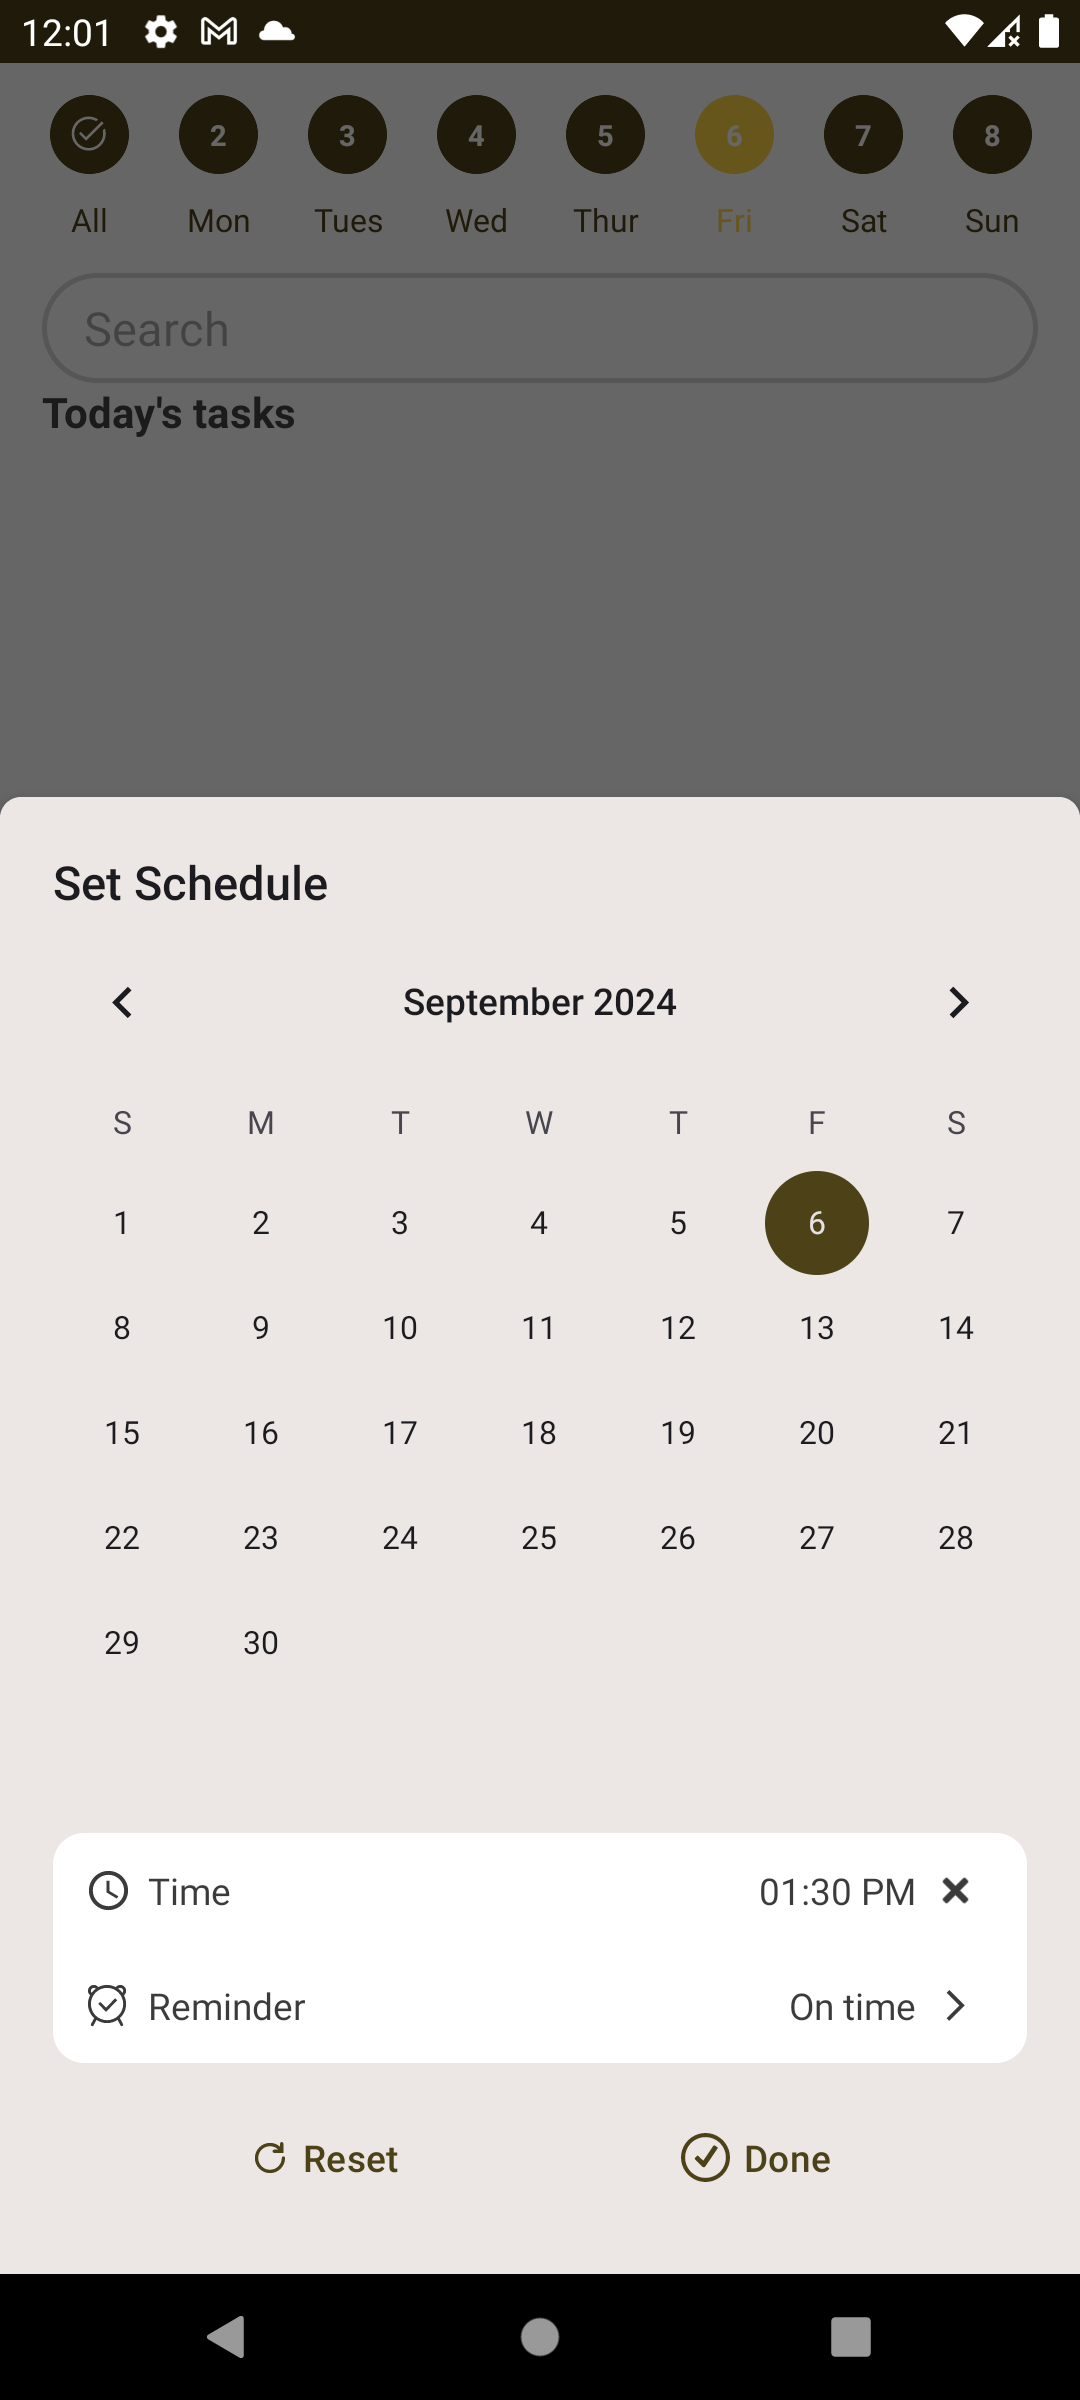 12:01
2 3 4 5 6 7 8
All Mon Tues Wed Thur Fri Sat Sun
Search
Today's tasks
Set Schedule
September 2024
S M T W T F S
1 2 3 4 5 6 7
8 9 10 11 12 13 14
15 16 17 18 19 20 21
22 23 24 25 26 27 28
29 30
Time 01:30 PM
Reminder On time
Reset Done